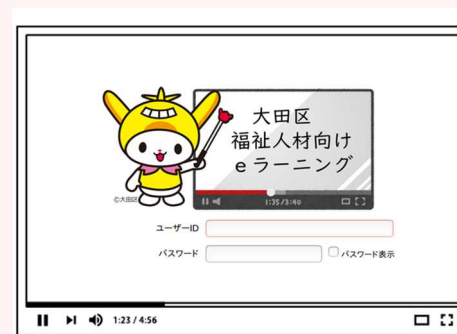 大田区
福祉人材向け
eラーニング
1:35/3:40
©大田区
ユーザーID
パスワード
パスワード表示
1:23 / 4:56